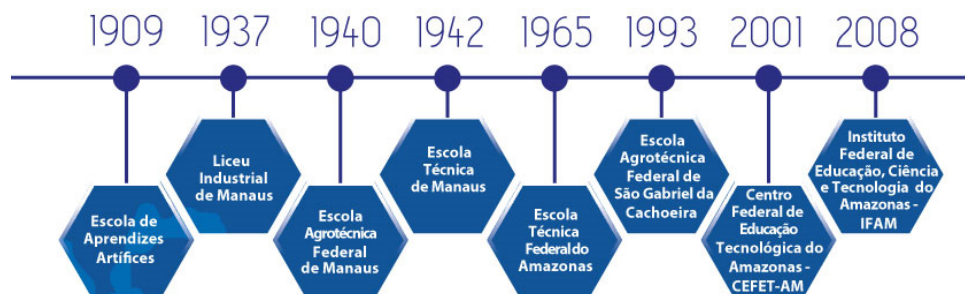 1909 1937 1940 1942 1965 1993 2001 2008
Escola de
Aprendizes
Artífices
Liceu
Industrial
de Manaus
Escola
Agrotécnica
Federal
de Manaus
Escola
Técnica
de Manaus
Escola
Técnica
Federal do
Amazonas
Escola
Agrotécnica
Federal de
São Gabriel da
Cachoeira
Centro
Federal de
Educação
Tecnológica do
Amazonas -
CEFET-AM
Instituto
Federal de
Educação, Ciência
e Tecnologia do
Amazonas -
IFAM